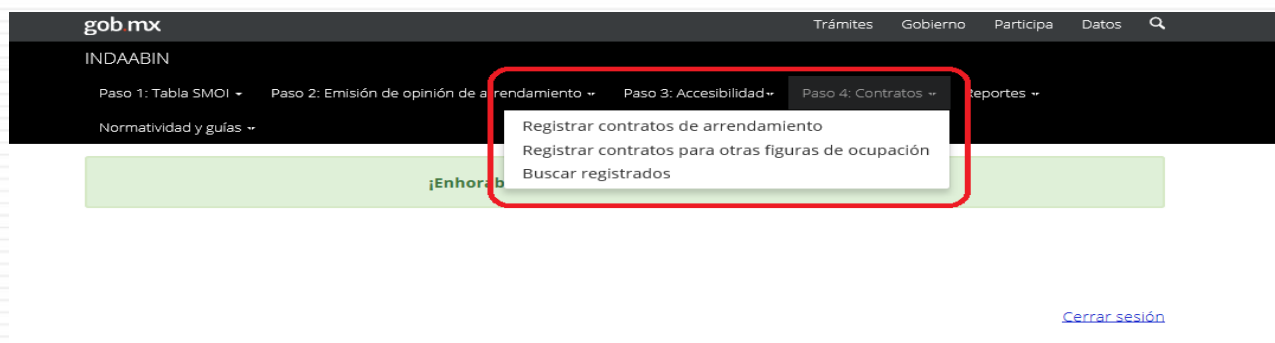 gob.mx
Trámites Gobierno Participa Datos
INDAABIN
Paso 1: Tabla SMOI Paso 2: Emisión de opinión de arrendamiento Paso 3: Accesibilidad Paso 4: Contratos Reportes
Normatividad y guías
Registrar contratos de arrendamiento
Registrar contratos para otras figuras de ocupación
Buscar registrados
Cerrar sesión